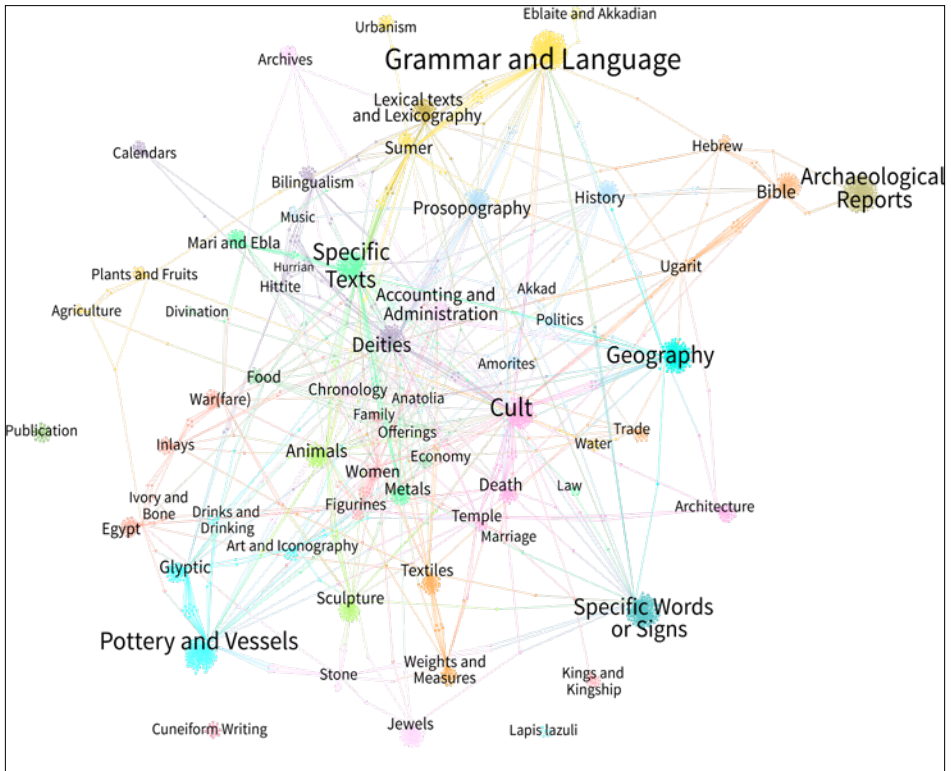 Eblaite and Akkadian
Urbanism
Grammar and Language
Archives
Lexical texts
and Lexicography
Sumer
Hebrew
Calendars
Bilingualism
Archaeological
Reports
Bible
Prosopography
History
Music
Mari and Ebla
Specific
Texts
Hurrian
Ugarit
Plants and Fruits
Hittite
Akkad
Accounting and
Administration
Agriculture
Divination
Politics
Deities
Geography
Amorites
Food
Chronology
War(fare)
Anatolia
Cult
Family
Publication
Offerings
Trade
Inlays
Water
Animals
Economy
Women
Metals
Death
Law
Ivory and
Bone
Figurines
Architecture
Drinks and
Drinking
Temple
Egypt
Marriage
Art and Iconography
Glyptic
Textiles
Sculpture
Specific Words
or Signs
Pottery and Vessels
Weights and
Measures
Stone
Kings and
Kingship
Jewels
Cuneiform Writing
Lapis lazuli